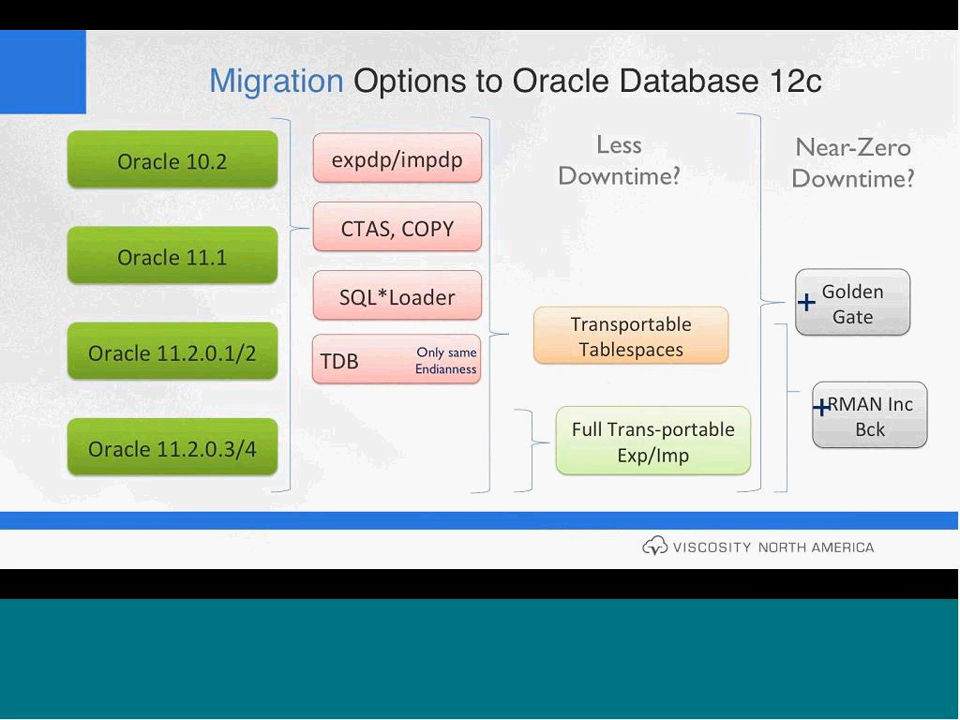 Migration Options to Oracle Database 12c
Oracle 10.2
Oracle 11.1
Oracle 11.2.0.1/2
Oracle 11.2.0.3/4
expdp/impdp
CTAS, COPY
SQL*Loader
TDB
Only same
Endianness
Less
Downtime?
Transportable
Tablespaces
Full Trans-portable
Exp/Imp
Near-Zero
Downtime?
+ Golden
Gate
+ RMAN Inc
Bck
VISCOSITY NORTH AMERICA